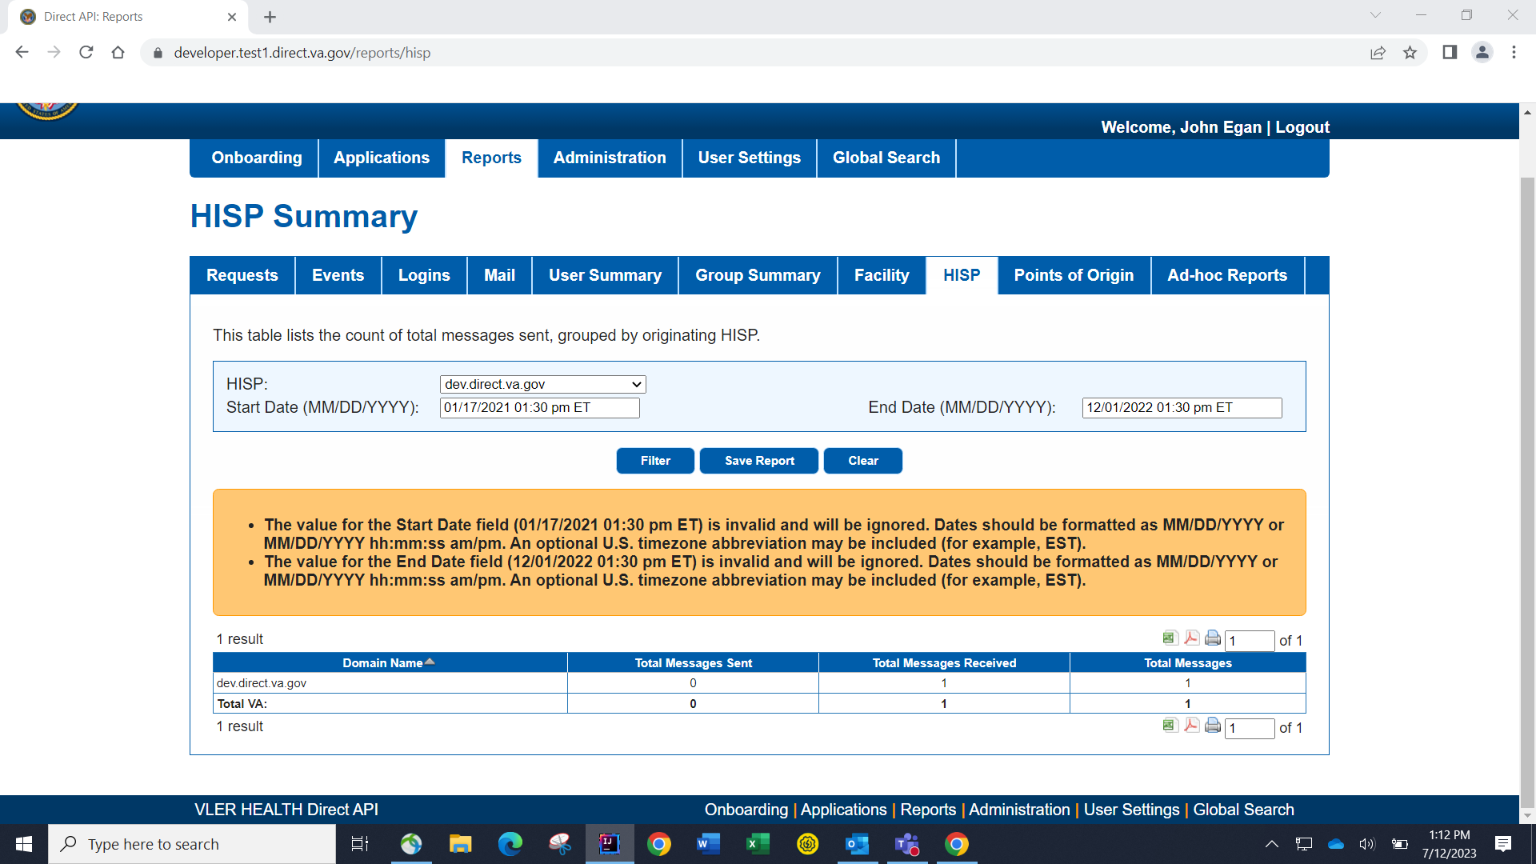 Direct API: Reports
developer.test1.direct.va.gov/reports/hisp
Welcome, John Egan | Logout
Onboarding Applications Reports Administration User Settings Global Search
HISP Summary
Requests Events Logins Mail User Summary Group Summary Facility HISP Points of Origin Ad-hoc Reports
This table lists the count of total messages sent, grouped by originating HISP.
HISP: dev.direct.va.gov
Start Date (MM/DD/YYYY): 01/17/2021 01:30 pm ET End Date (MM/DD/YYYY): 12/01/2022 01:30 pm ET
Filter Save Report Clear
• The value for the Start Date field (01/17/2021 01:30 pm ET) is invalid and will be ignored. Dates should be formatted as MM/DD/YYYY or
MM/DD/YYYY hh:mm:ss am/pm. An optional U.S. timezone abbreviation may be included (for example, EST).
• The value for the End Date field (12/01/2022 01:30 pm ET) is invalid and will be ignored. Dates should be formatted as MM/DD/YYYY or
MM/DD/YYYY hh:mm:ss am/pm. An optional U.S. timezone abbreviation may be included (for example, EST).
1 result 1 of 1
Domain Name Total Messages Sent Total Messages Received Total Messages
dev.direct.va.gov 0 1 1
Total VA: 0 1 1
1 result 1 of 1
VLER HEALTH Direct API Onboarding | Applications | Reports | Administration | User Settings | Global Search
Type here to search
1:12 PM
7/12/2023